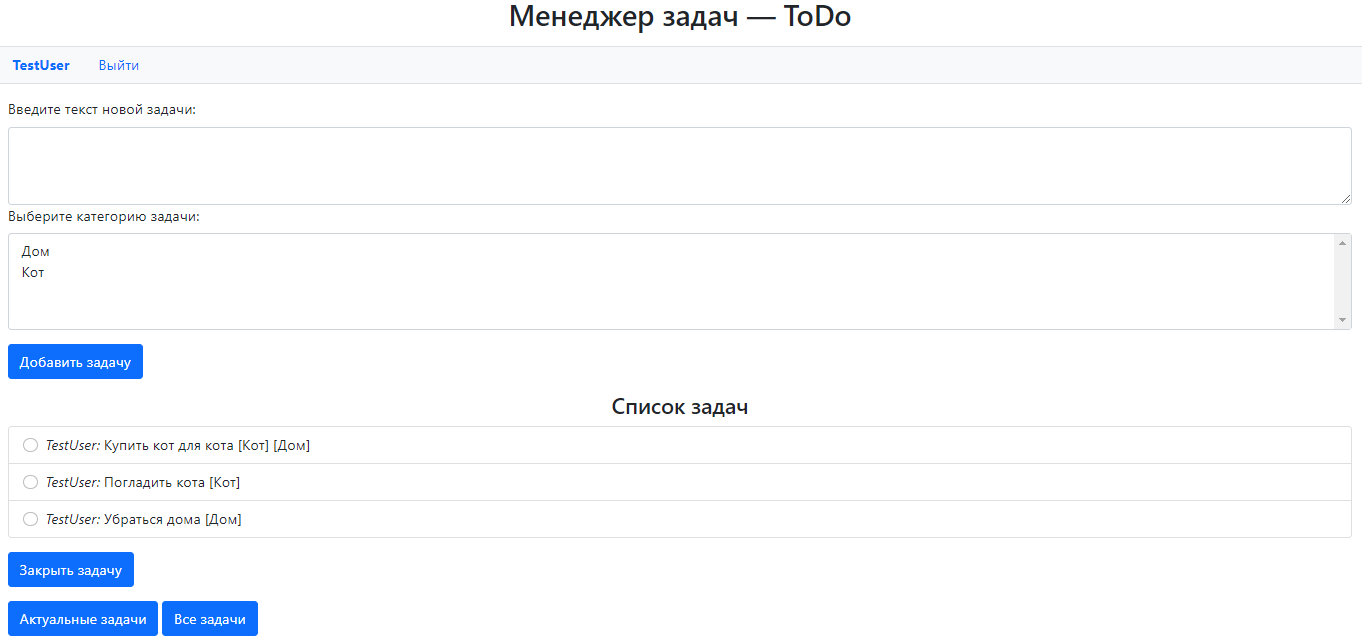 Менеджер задач — ToDo
TestUser Выйти
Введите текст новой задачи:
Выберите категорию задачи:
Дом
Кот
Добавить задачу
Список задач
TestUser: Купить кот для кота [Кот] [Дом]
TestUser: Погладить кота [Кот]
TestUser: Убраться дома [Дом]
Закрыть задачу
Актуальные задачи Все задачи